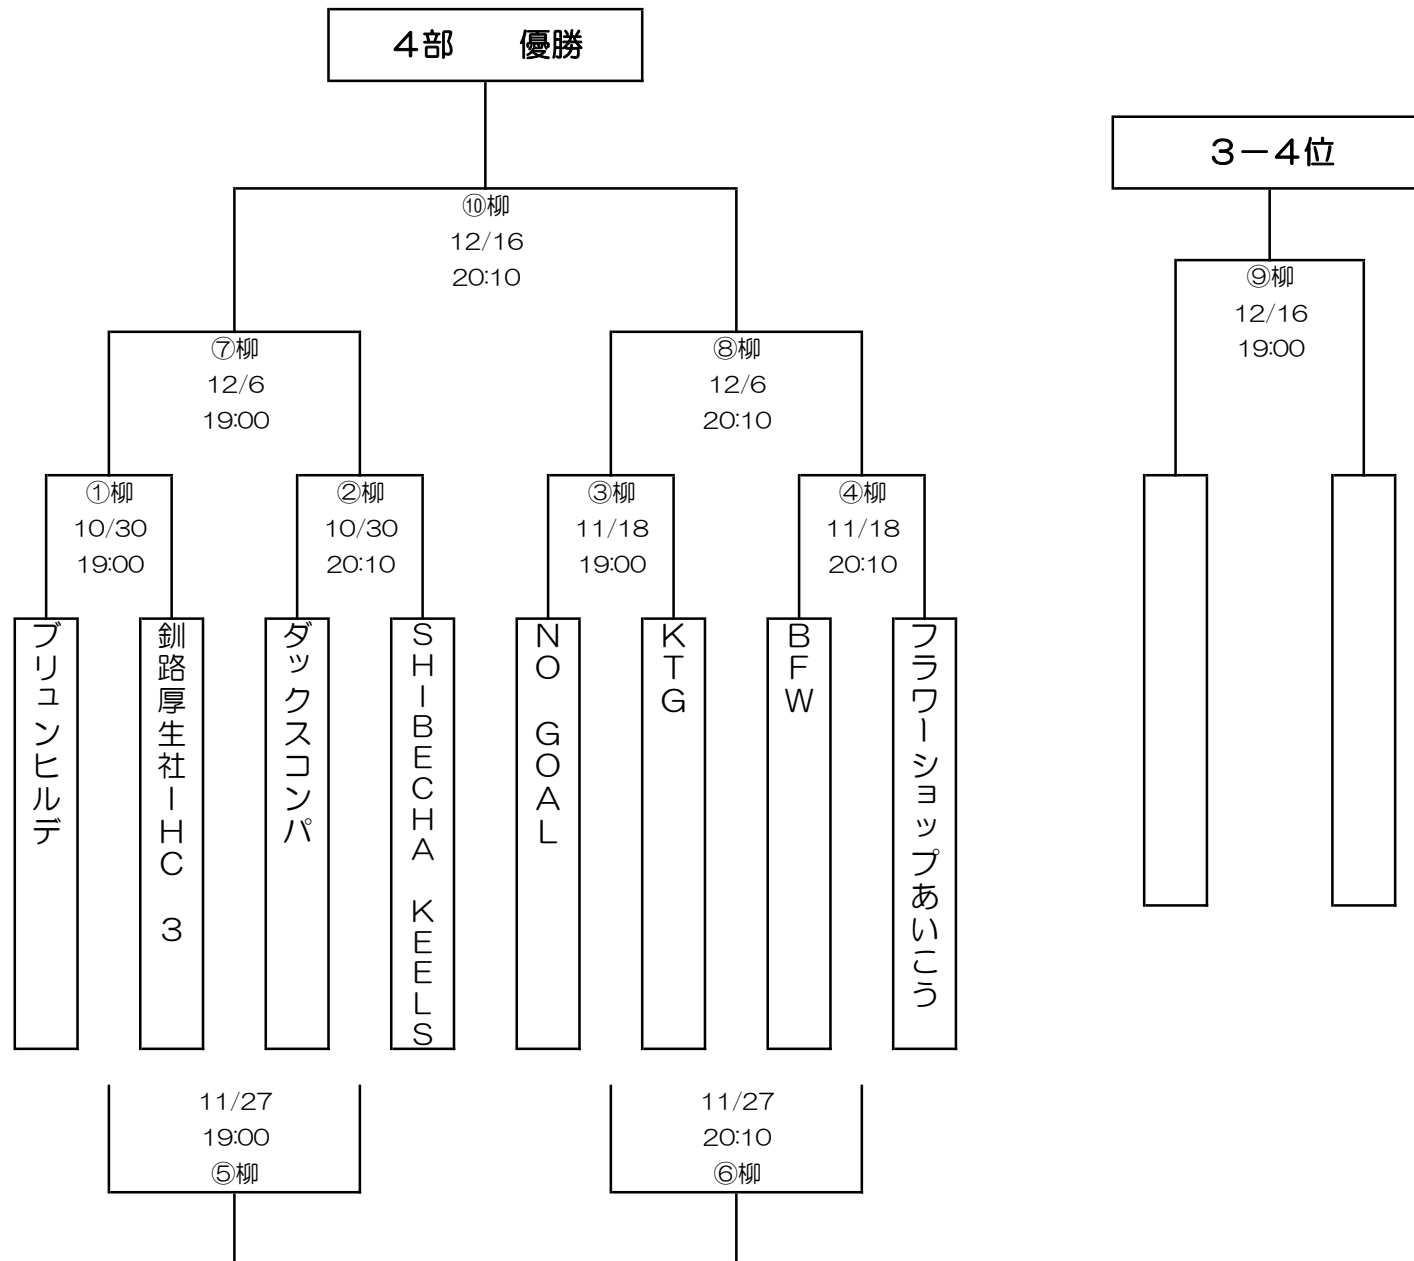 ４部　　優勝
３－４位
⑩柳
12/16
20:10
⑨柳
12/16
19:00
⑦柳
12/6
19:00
⑧柳
12/6
20:10
①柳
10/30
19:00
②柳
10/30
20:10
③柳
11/18
19:00
④柳
11/18
20:10
ブリュンヒルデ
釧路厚生社IHC　3
ダックスコンパ
SHIBECHA　KEELS
NO　GOAL
KTG
BFW
フラワーショップあいこう
11/27
19:00
⑤柳
11/27
20:10
⑥柳